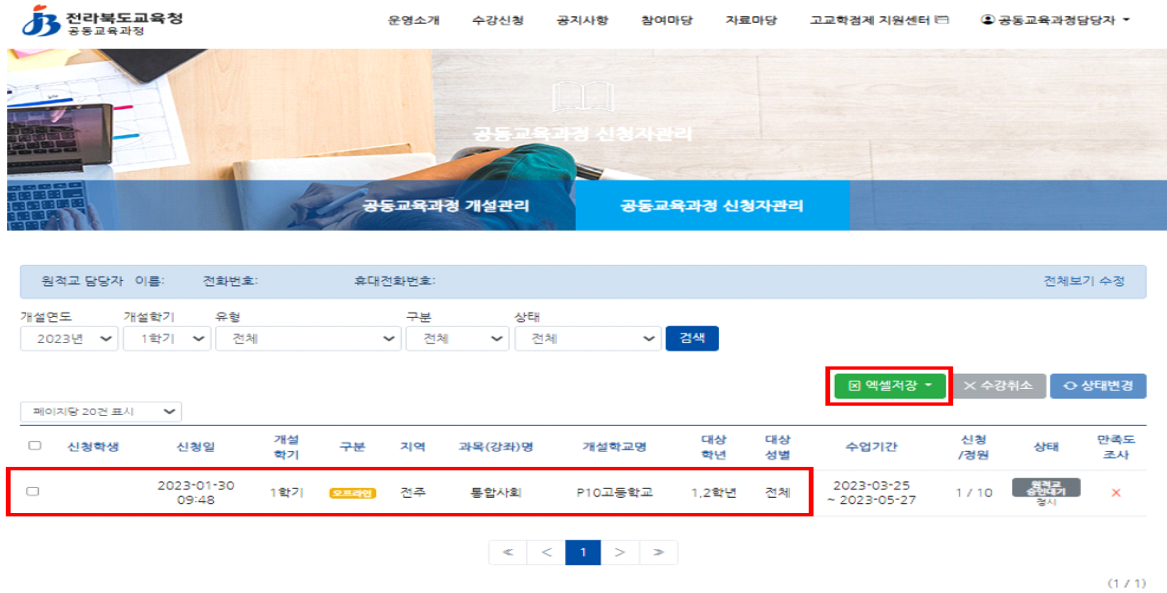 전라북도교육청
공동교육과정
운영소개 수강신청 공지사항 참여마당 자료마당 고교학점제 지원센터 공동교육과정담당자
공동교육과정 신청자관리
공동교육과정 개설관리 공동교육과정 신청자관리
원적교 담당자 이름: 전화번호: 휴대전화번호: 전체보기 수정
개설연도 개설학기 유형 구분 상태
2023년 1학기 전체 전체 전체 검색
엑셀저장 수강취소 상태변경
페이지당 20건 표시
신청학생 신청일 개설 학기 구분 지역 과목(강좌)명 개설학교명 대상 학년 대상 성별 수업기간 신청 /정원 상태 만족도 조사
2023-01-30 09:48 1학기 오프라인 전주 통합사회 P10고등학교 1,2학년 전체 2023-03-25 ~ 2023-05-27 1 / 10 원적교 승인대기 정시 ×
≪ < 1 > ≫
(1 / 1)